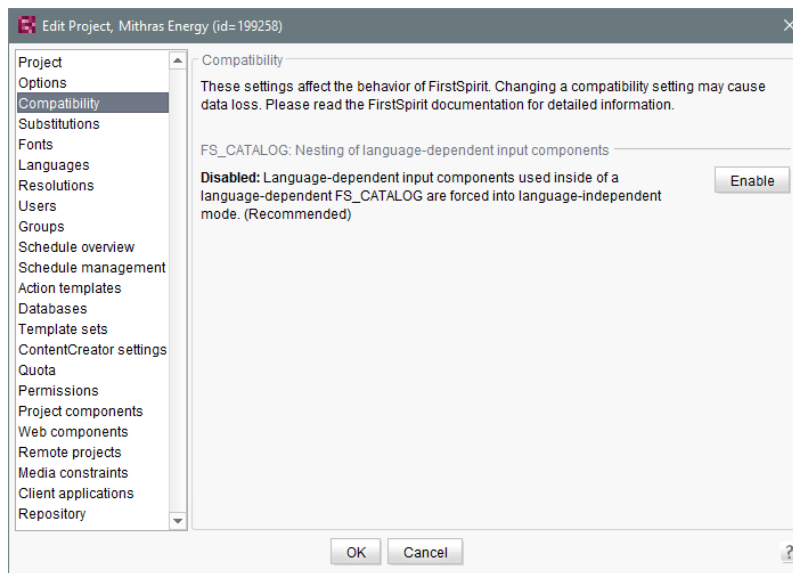 Edit Project, Mithras Energy (id=199258)
Project
Options
Compatibility
Substitutions
Fonts
Languages
Resolutions
Users
Groups
Schedule overview
Schedule management
Action templates
Databases
Template sets
ContentCreator settings
Quota
Permissions
Project components
Web components
Remote projects
Media constraints
Client applications
Repository
Compatibility
These settings affect the behavior of FirstSpirit. Changing a compatibility setting may cause
data loss. Please read the FirstSpirit documentation for detailed information.
FS_CATALOG: Nesting of language-dependent input components
Disabled: Language-dependent input components used inside of a
language-dependent FS_CATALOG are forced into language-independent
mode. (Recommended)
Enable
OK
Cancel
?